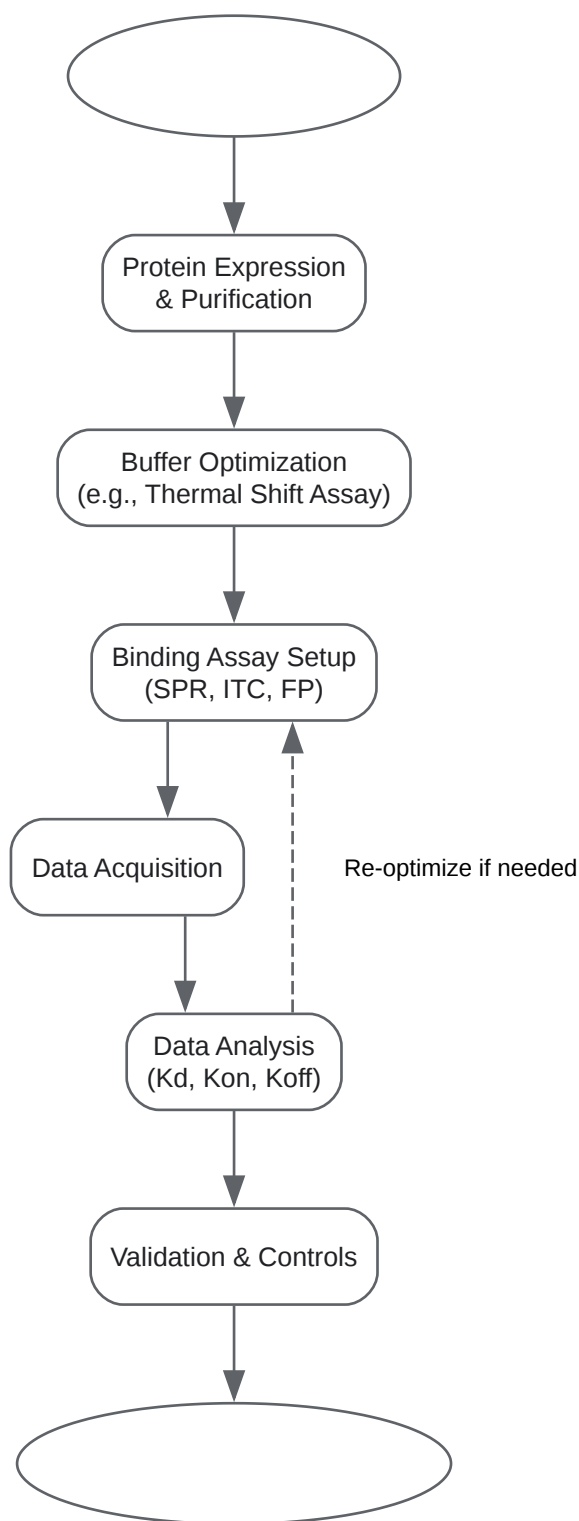 Protein Expression
& Purification
Buffer Optimization
(e.g., Thermal Shift Assay)
Binding Assay Setup
(SPR, ITC, FP)
Data Acquisition
Re-optimize if needed
Data Analysis
(Kd, Kon, Koff)
Validation & Controls